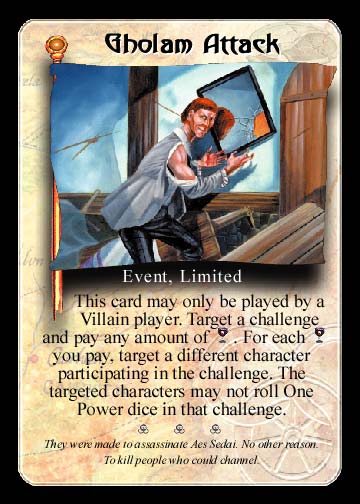 Gholam Attack
Event, Limited
This card may only be played by a
Villain player. Target a challenge
and pay any amount of . For each
you pay, target a different character
participating in the challenge. The
targeted characters may not roll One
Power dice in that challenge.
They were made to assassinate Aes Sedai. No other reason.
To kill people who could channel.